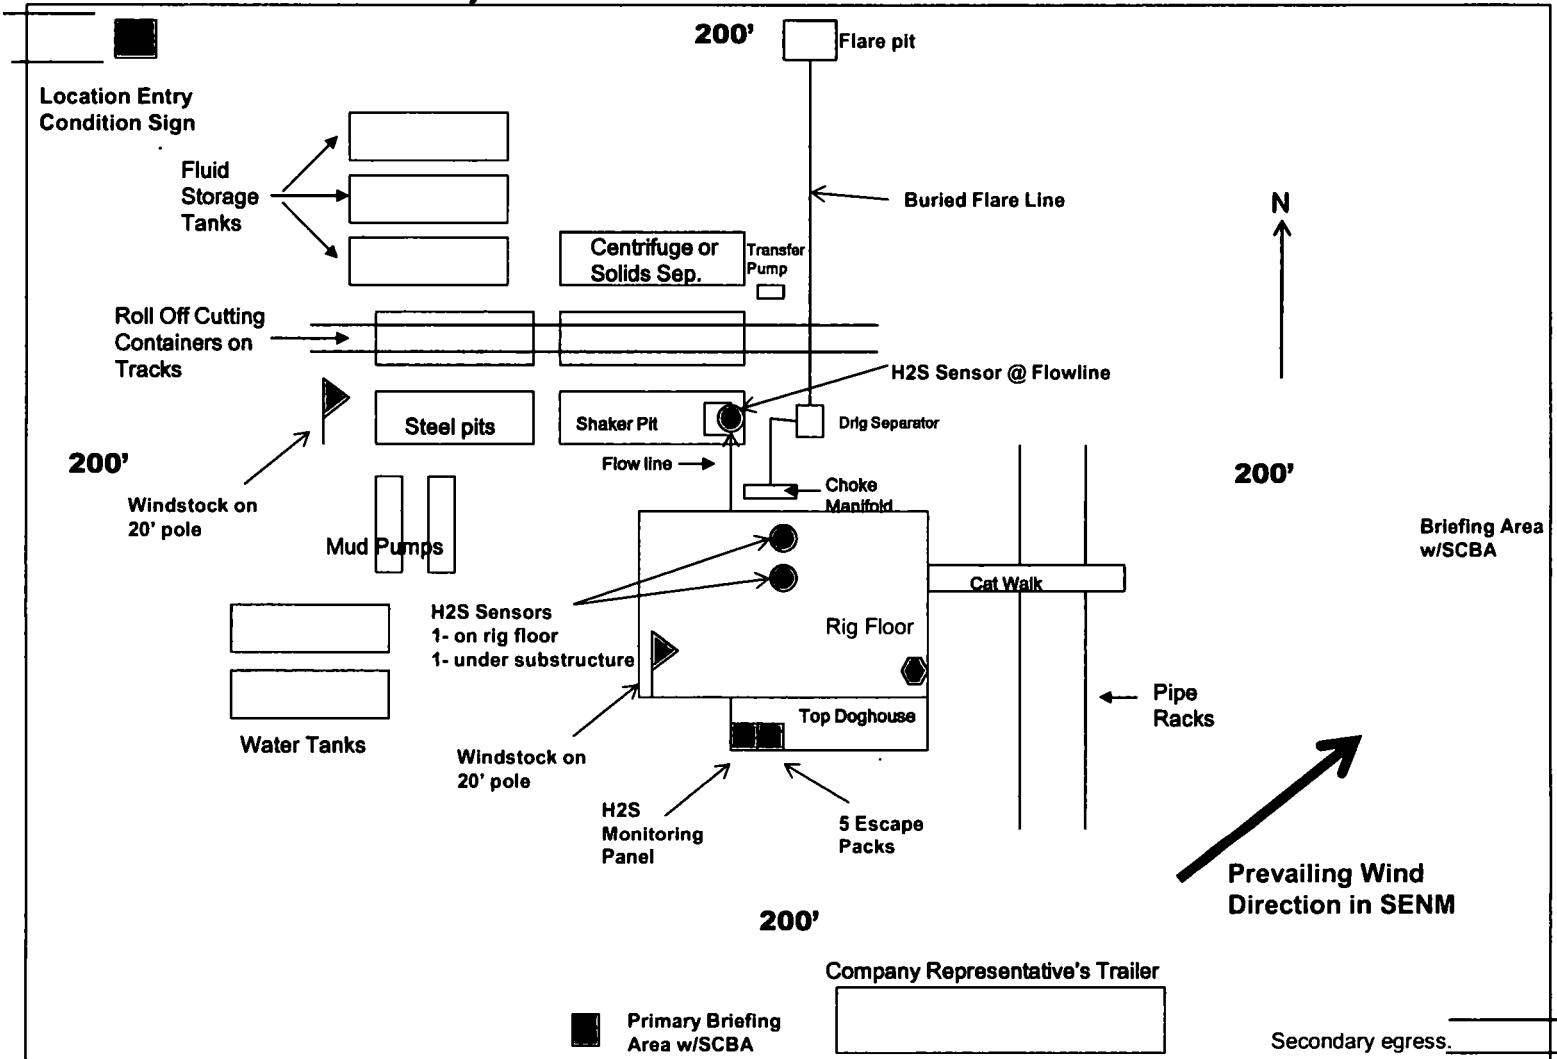 200'
Flare pit
Location Entry
Condition Sign
Fluid
Storage
Tanks
Buried Flare Line
N
Centrifuge or
Solids Sep.
Transfer
Pump
Roll Off Cutting
Containers on
Tracks
H2S Sensor @ Flowline
Steel pits
Shaker Pit
Drlg Separator
200'
Flow line
200'
Windstock on
20' pole
Choke
Manifold
Mud Pumps
Briefing Area
w/SCBA
Cat Walk
H2S Sensors
1- on rig floor
1- under substructure
Rig Floor
Pipe
Racks
Top Doghouse
Water Tanks
Windstock on
20' pole
H2S
Monitoring
Panel
5 Escape
Packs
Prevailing Wind
Direction in SENM
200'
Company Representative's Trailer
Primary Briefing
Area w/SCBA
Secondary egress.